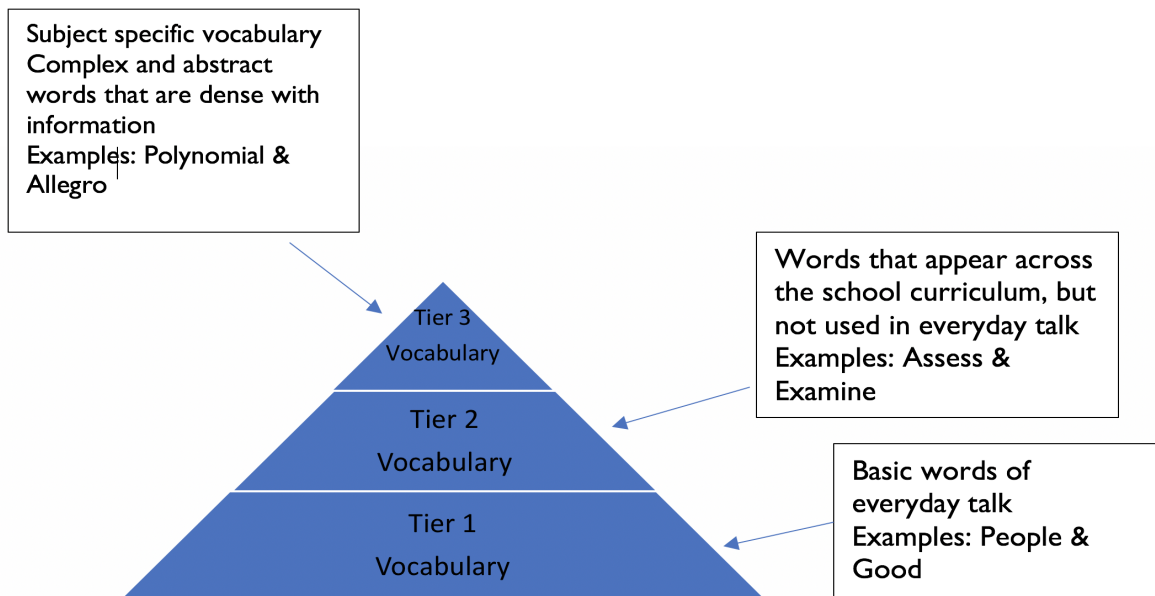 Subject specific vocabulary
Complex and abstract
words that are dense with
information
Examples: Polynomial &
Allegro
Tier 3
Vocabulary
Words that appear across
the school curriculum, but
not used in everyday talk
Examples: Assess &
Examine
Tier 2
Vocabulary
Basic words of
everyday talk
Examples: People &
Good
Tier 1
Vocabulary